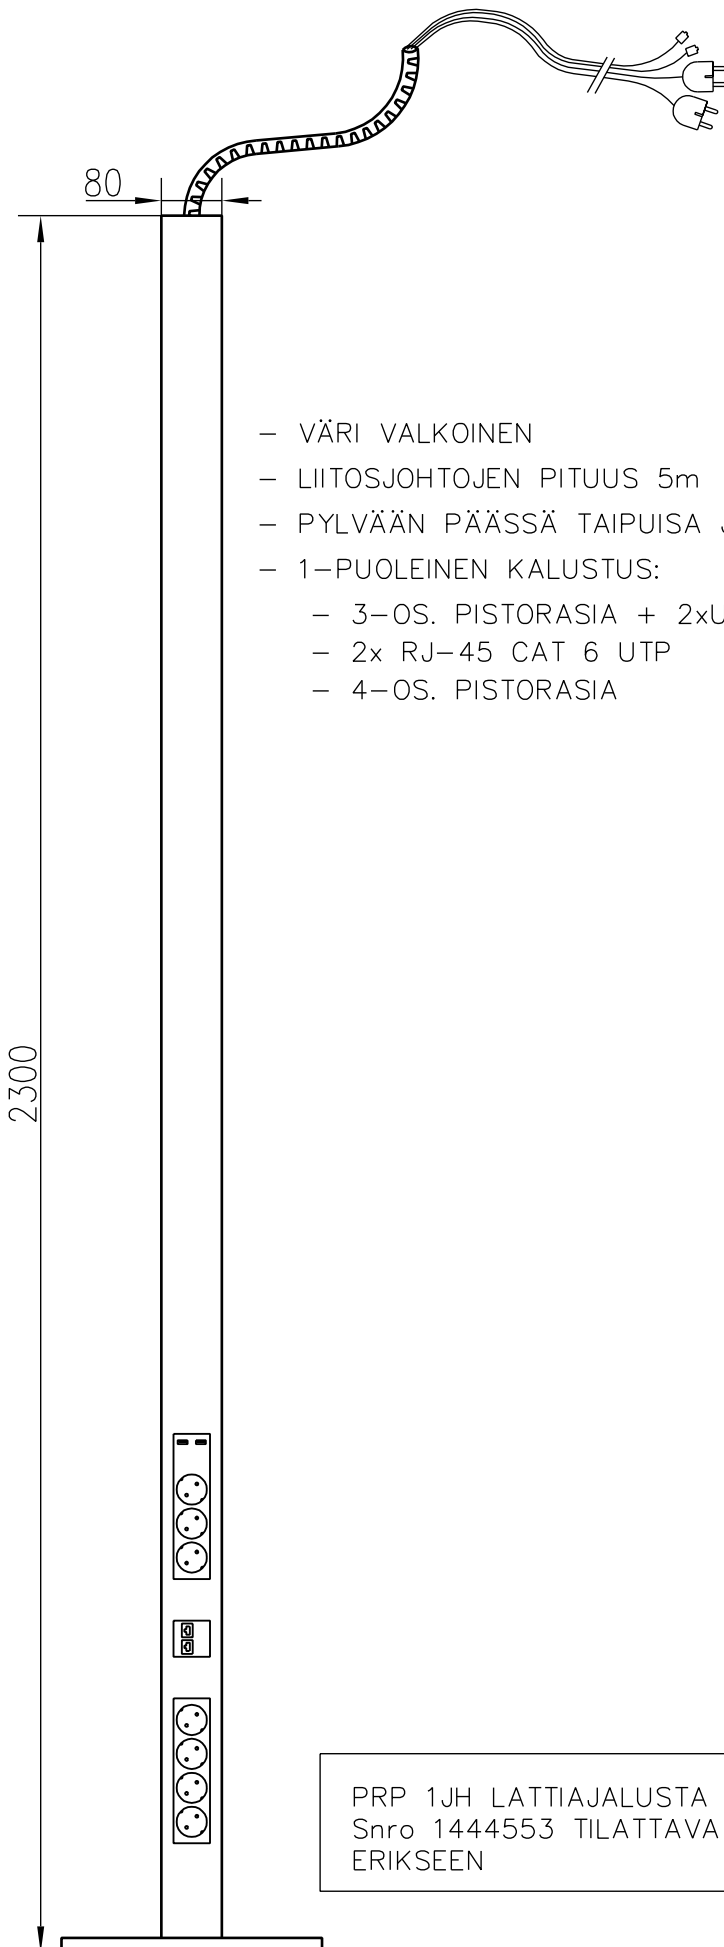 80
– VÄRI VALKOINEN
– LIITOSJOHTOJEN PITUUS 5m
– PYLVÄÄN PÄÄSSÄ TAIPUISA
– 1–PUOLEINEN KALUSTUS:
– 3–OS. PISTORASIA +
– 2x RJ–45 CAT 6 UTP
– 4–OS. PISTORASIA
2300
PRP 1JH LATTIAJALUSTA
Snro 1444553 TILATTAVA
ERIKSEEN